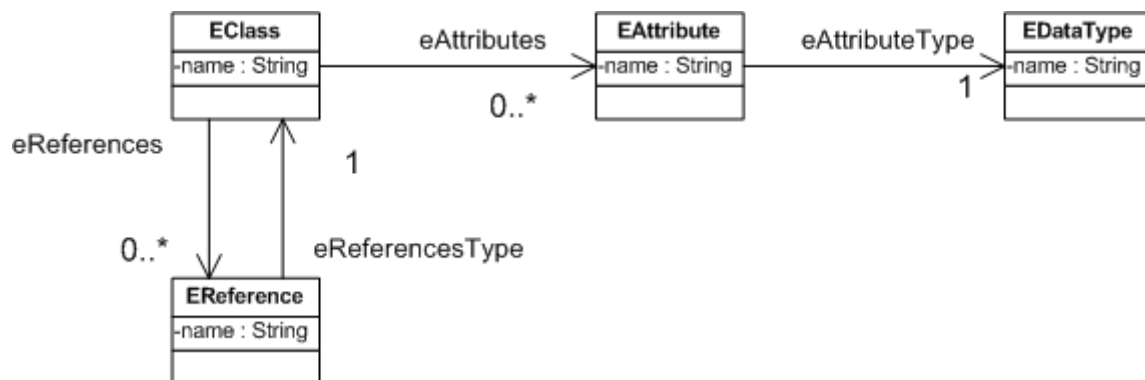 EClass
-name : String
eAttributes
0..*
EAttribute
-name : String
eAttributeType
1
EDataType
-name : String
eReferences
0..*
1
eReferencesType
EReference
-name : String